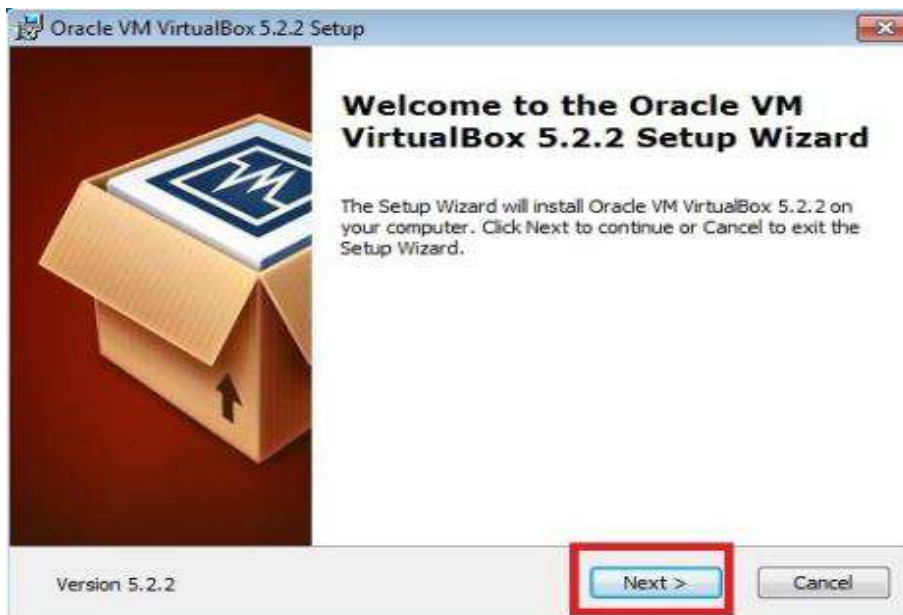 Oracle VM VirtualBox 5.2.2 Setup
Welcome to the Oracle VM
VirtualBox 5.2.2 Setup Wizard
The Setup Wizard will install Oracle VM VirtualBox 5.2.2 on
your computer. Click Next to continue or Cancel to exit the
Setup Wizard.
Version 5.2.2
Next >
Cancel